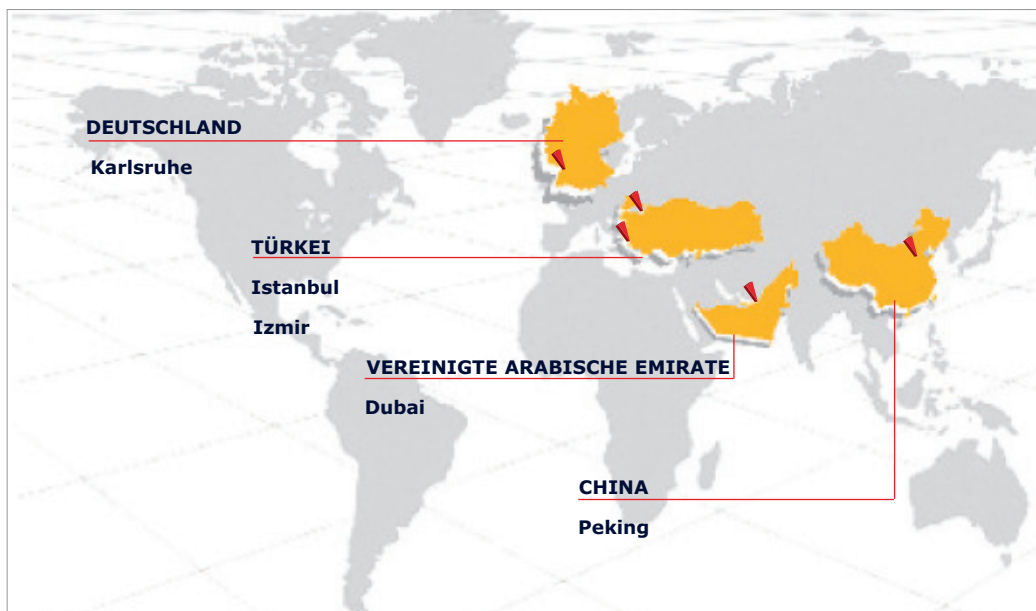 DEUTSCHLAND
Karlsruhe
TÜRKEI
Istanbul
Izmir
VEREINIGTE ARABISCHE EMIRATE
Dubai
CHINA
Peking